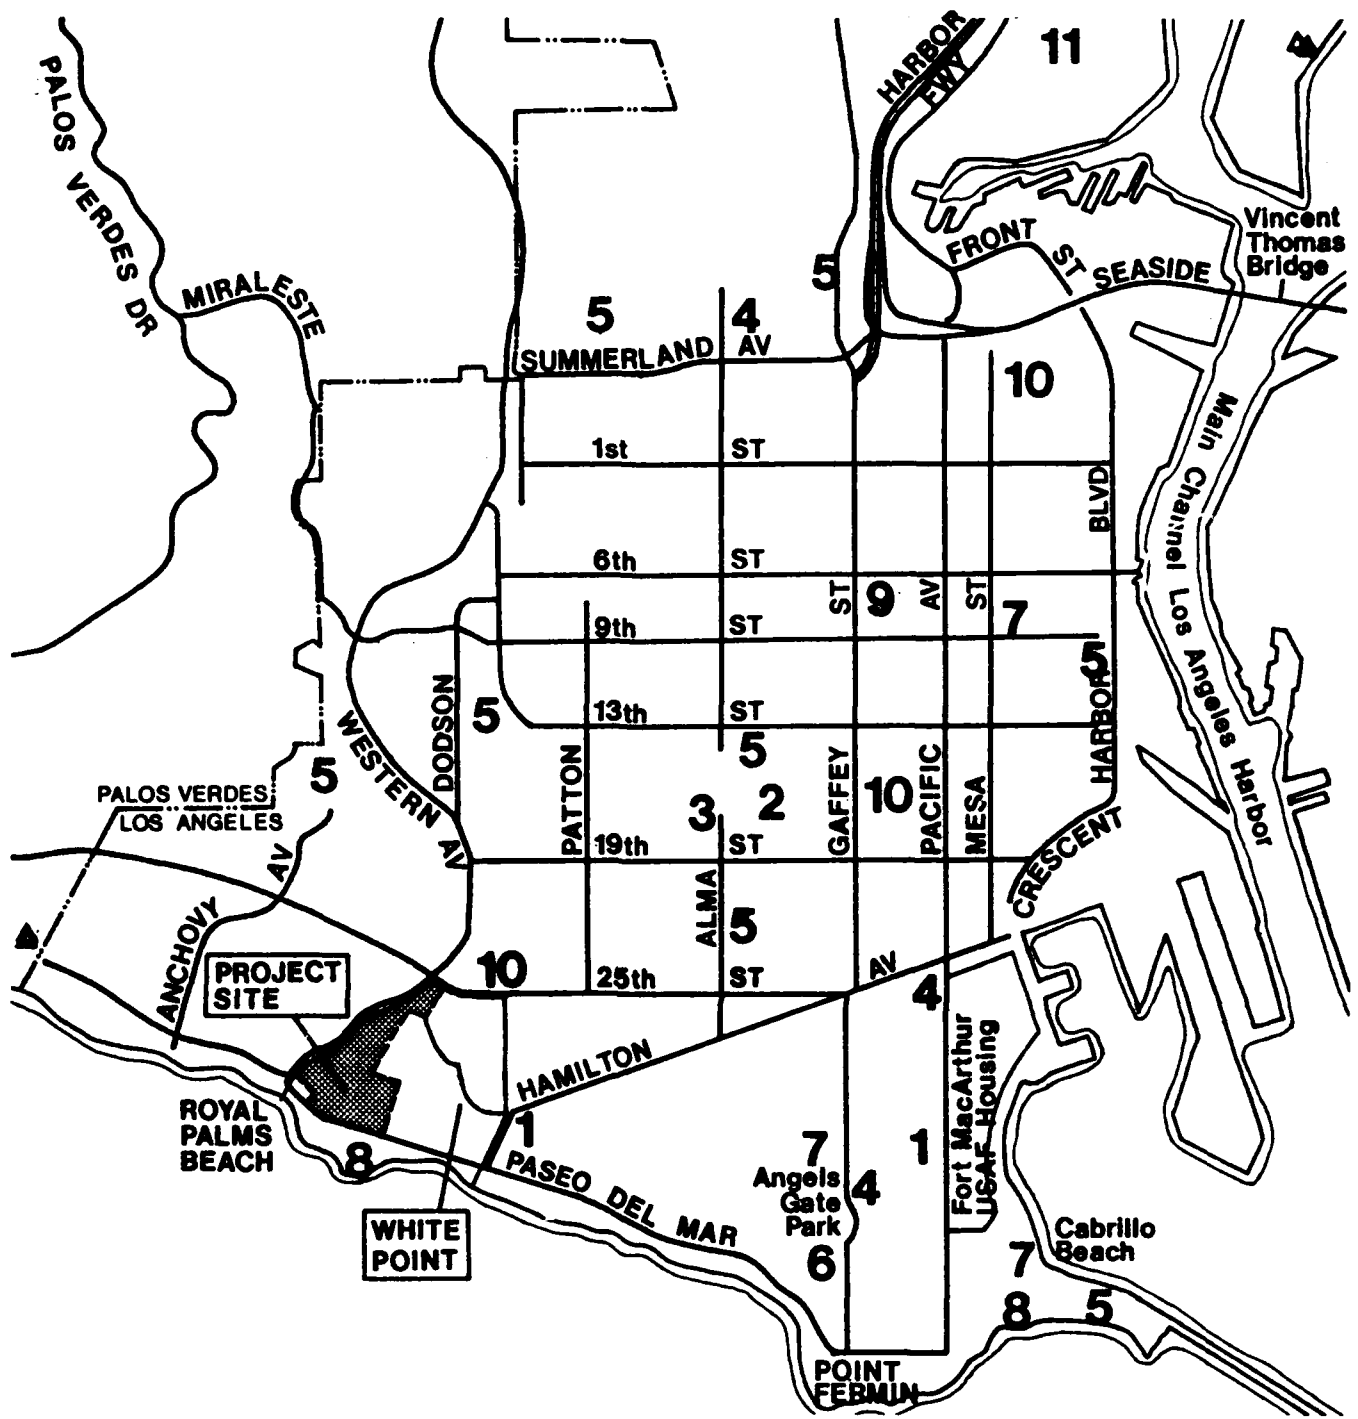 HARBOR
FWY
11
PALOS VERDES DR
MIRALESTE
Vincent
Thomas
Bridge
FRONT ST
SEASIDE
5
5
4
SUMMERLAND AV
10
Main Channel Los Angeles Harbor
1st ST
BLVD
6th ST
ST
9
AV
ST
7
9th ST
5
HARBOR
DODSON
5
13th ST
WESTERN AV
5
5
PATTON
GAFFEY
10
PACIFIC
MESA
PALOS VERDES
LOS ANGELES
3
2
19th ST
CRESCENT
AV
ANCHOVY
ALMA
5
PROJECT
SITE
10
25th ST
AV
4
HAMILTON
Fort MacArthur
USAF Housing
ROYAL
PALMS
BEACH
8
1
PASEO DEL MAR
7
1
Angels
Gate
Park
4
6
WHITE
POINT
Cabrillo
Beach
7
8
5
POINT
FERMIN